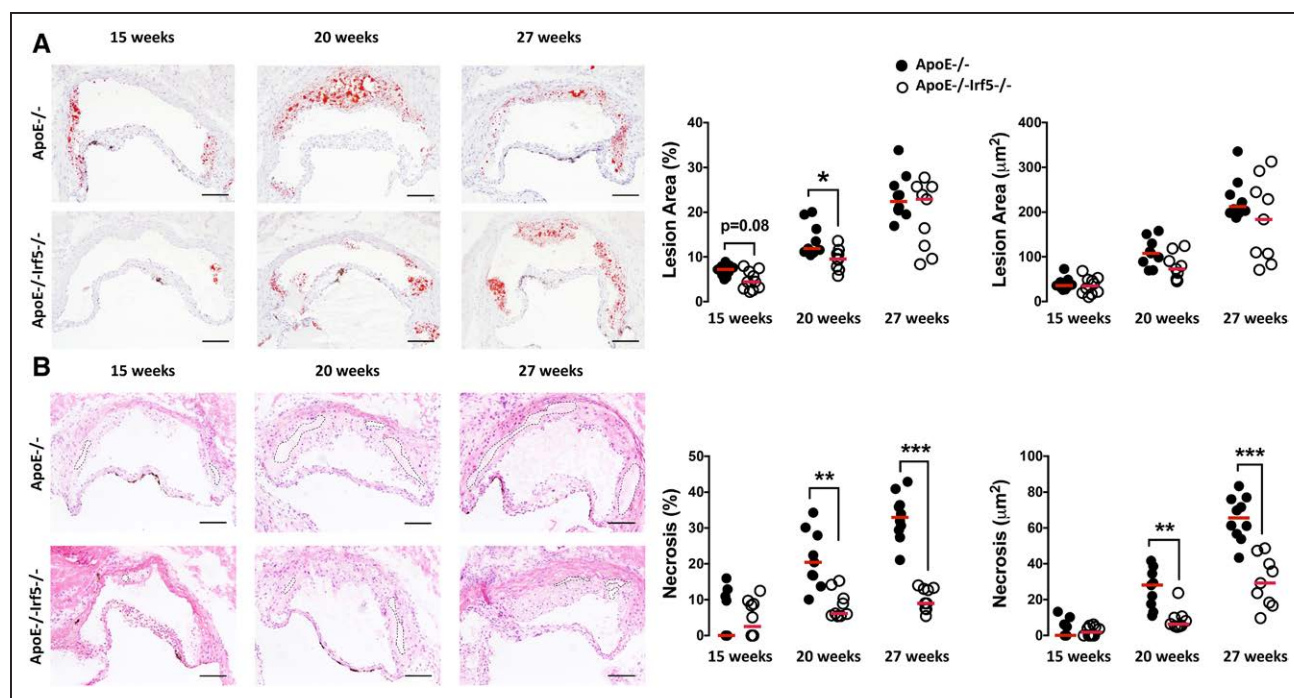 A
15 weeks 20 weeks 27 weeks
ApoE-/-
ApoE-/-Irf5-/-
ApoE-/-
ApoE-/-Irf5-/-
Lesion Area (%)
40
30
20
10
0
p=0.08
*
15 weeks 20 weeks 27 weeks
Lesion Area (μm²)
400
300
200
100
0
15 weeks 20 weeks 27 weeks
B
15 weeks 20 weeks 27 weeks
ApoE-/-
ApoE-/-Irf5-/-
Necrosis (%)
50
40
30
20
10
0
**
***
15 weeks 20 weeks 27 weeks
Necrosis (μm²)
100
80
60
40
20
0
**
***
15 weeks 20 weeks 27 weeks